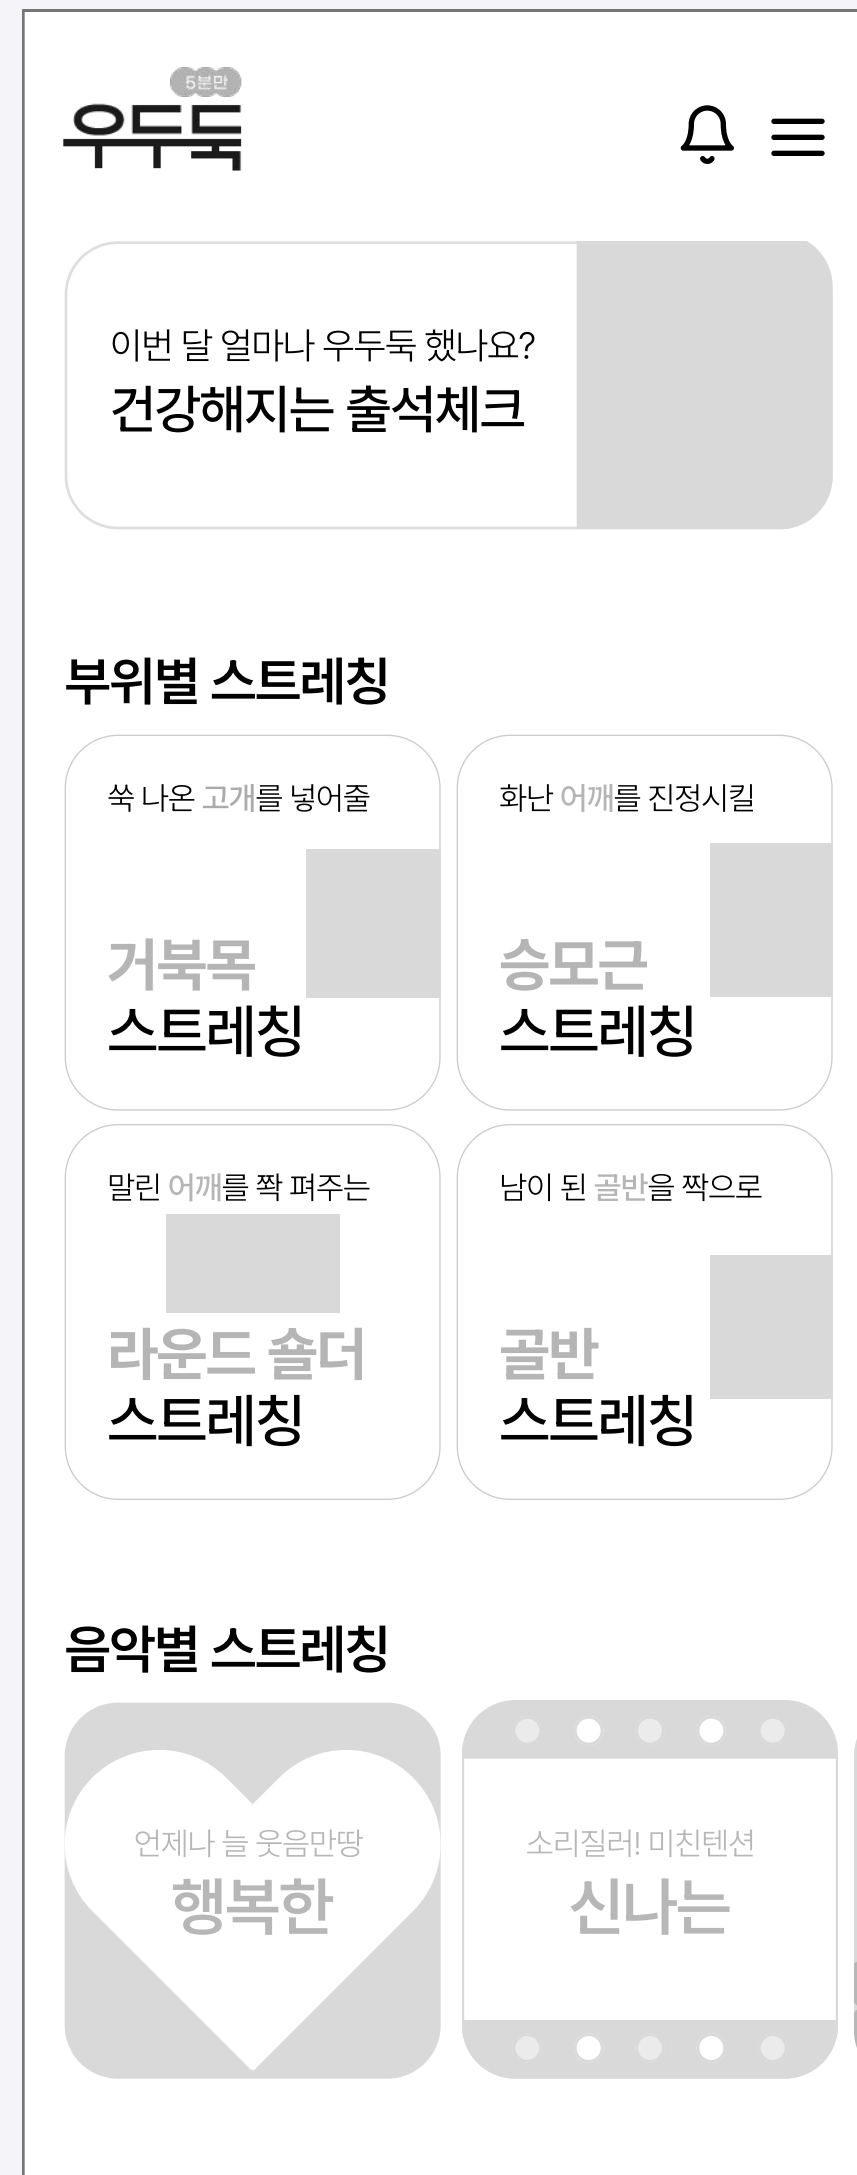 5분만
우두둑
이번 달 얼마나 우두둑 했나요?
건강해지는 출석체크
부위별 스트레칭
쑥 나온 고개를 넣어줄
거북목
스트레칭
화난 어깨를 진정시킬
승모근
스트레칭
말린 어깨를 쫙 펴주는
라운드 숄더
스트레칭
남이 된 골반을 짝으로
골반
스트레칭
음악별 스트레칭
언제나 늘 웃음만땅
행복한
소리질러! 미친텐션
신나는